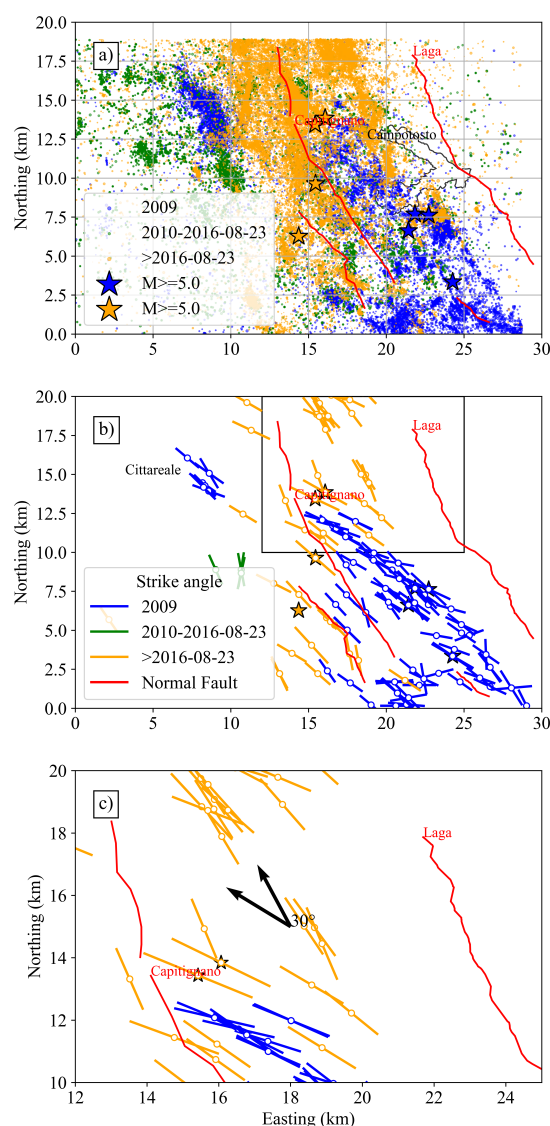 20.0
17.5
15.0
12.5
10.0
7.5
5.0
2.5
0.0
Northing (km)
a)
Laga
Capitignano
Campotosto
2009
2010-2016-08-23
>2016-08-23
M>=5.0
M>=5.0
0 5 10 15 20 25 30
20.0
17.5
15.0
12.5
10.0
7.5
5.0
2.5
0.0
Northing (km)
b)
Laga
Cittareale
Capitignano
Strike angle
2009
2010-2016-08-23
>2016-08-23
Normal Fault
0 5 10 15 20 25 30
20
18
16
14
12
10
Northing (km)
c)
Laga
30°
Capitignano
12 14 16 18 20 22 24
Easting (km)